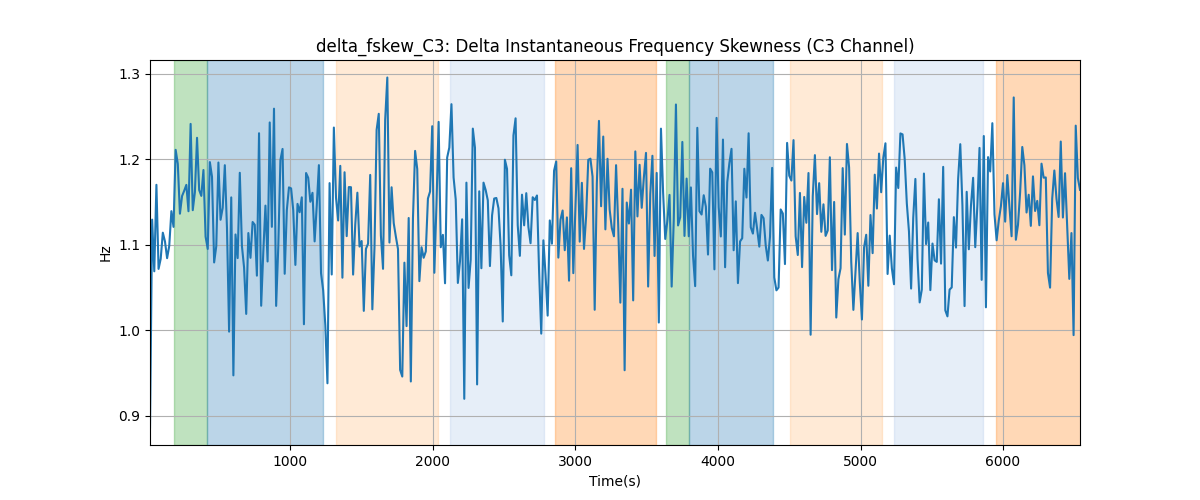 delta_fskew_C3: Delta Instantaneous Frequency Skewness (C3 Channel)
1.3
1.2
1.1
1.0
0.9
Hz
1000 2000 3000 4000 5000 6000
Time(s)